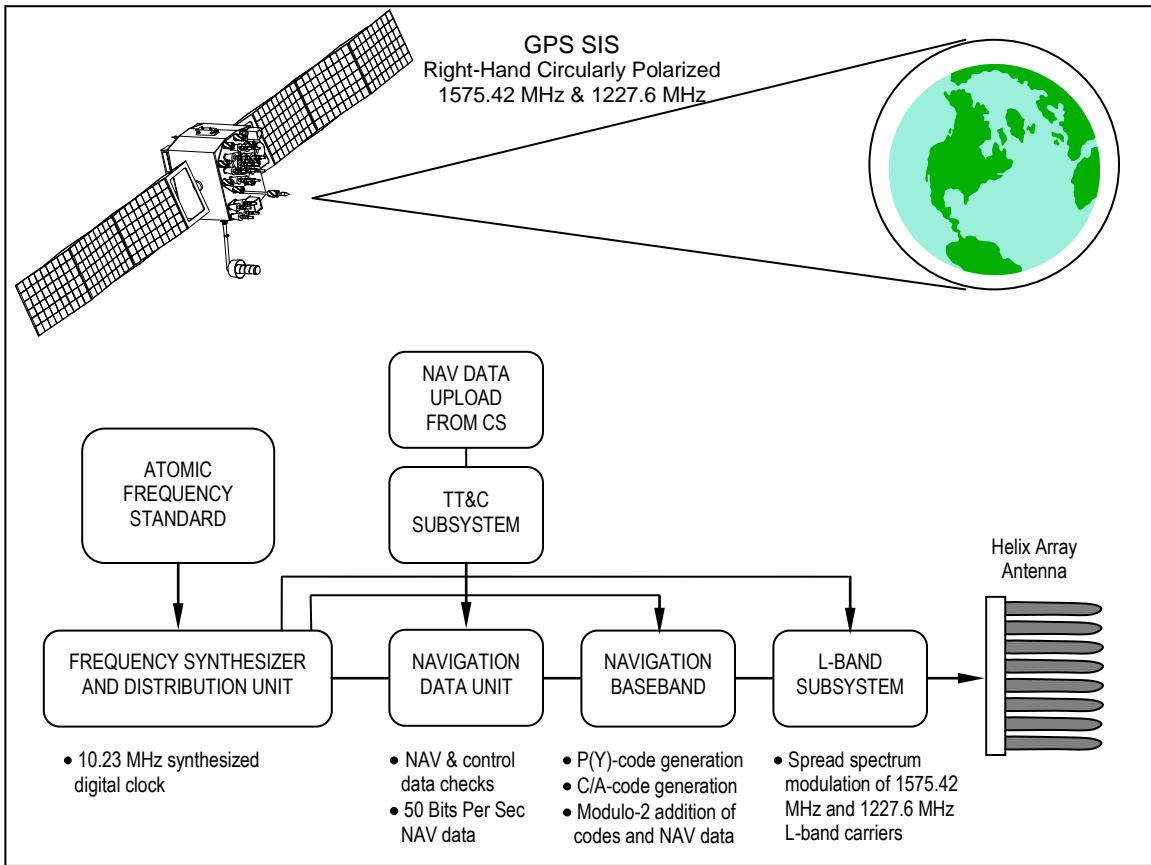 GPS SIS
Right-Hand Circularly Polarized
1575.42 MHz & 1227.6 MHz
NAV DATA
UPLOAD
FROM CS
ATOMIC
FREQUENCY
STANDARD
TT&C
SUBSYSTEM
Helix Array
Antenna
FREQUENCY SYNTHESIZER
AND DISTRIBUTION UNIT
NAVIGATION
DATA UNIT
NAVIGATION
BASEBAND
L-BAND
SUBSYSTEM
• 10.23 MHz synthesized
digital clock
• NAV & control
data checks
• 50 Bits Per Sec
NAV data
• P(Y)-code generation
• C/A-code generation
• Modulo-2 addition of
codes and NAV data
• Spread spectrum
modulation of 1575.42
MHz and 1227.6 MHz
L-band carriers